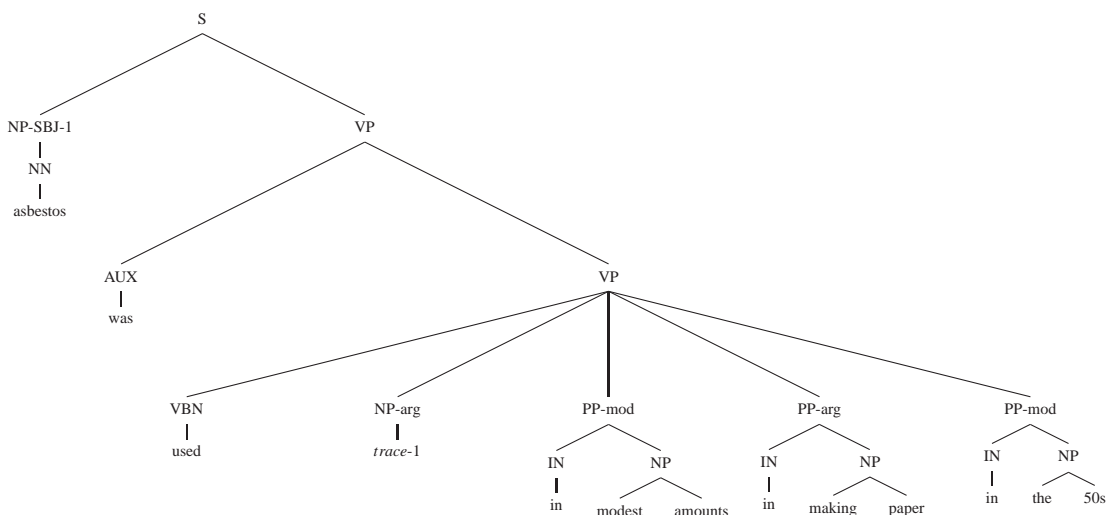 S
NP-SBJ-1 VP
NN
asbestos
AUX VP
was
VBN NP-arg PP-mod PP-arg PP-mod
used trace-1 IN NP IN NP IN NP
in modest amounts in making paper in the 50s